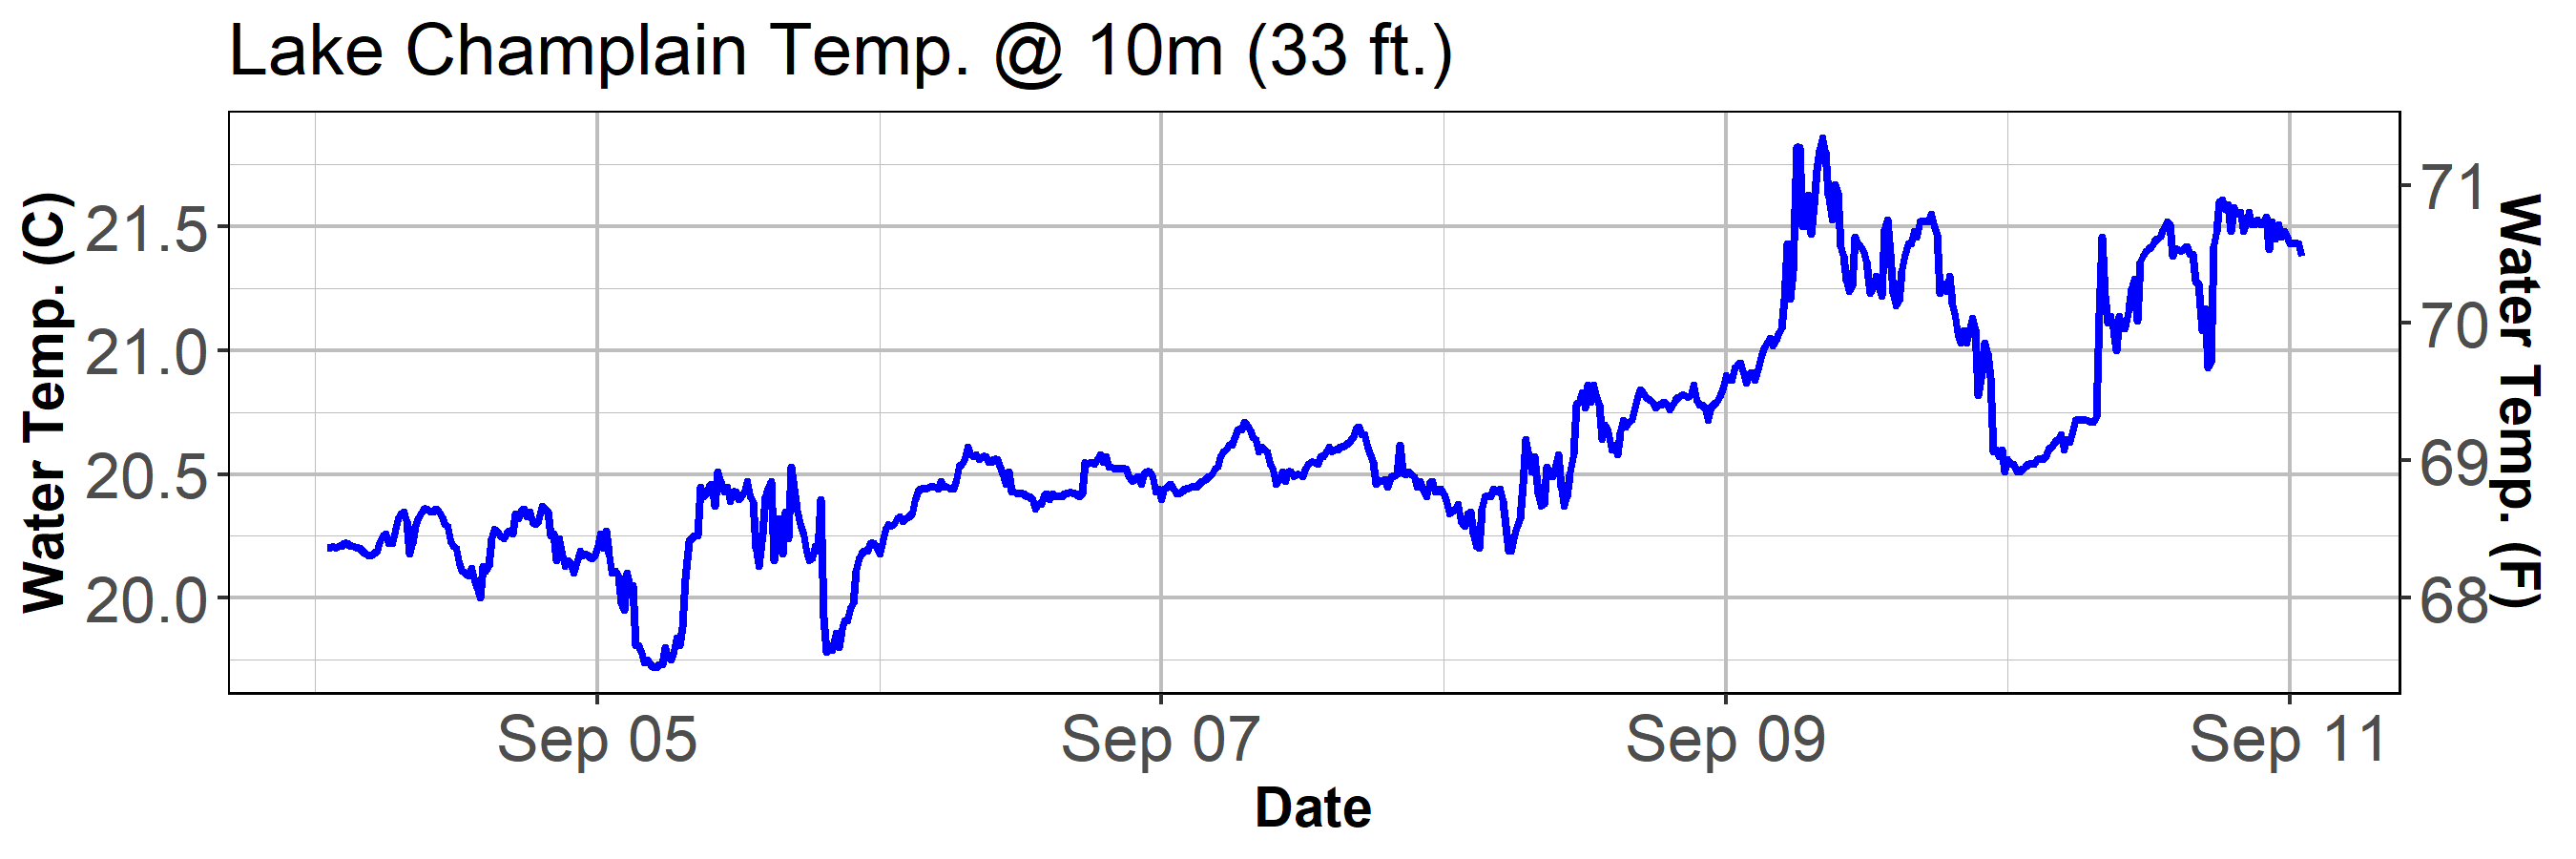 Lake Champlain Temp. @ 10m (33 ft.)
Water Temp. (C)
21.5
21.0
20.5
20.0
71
70
69
68
Water Temp. (F)
Sep 05
Sep 07
Sep 09
Sep 11
Date